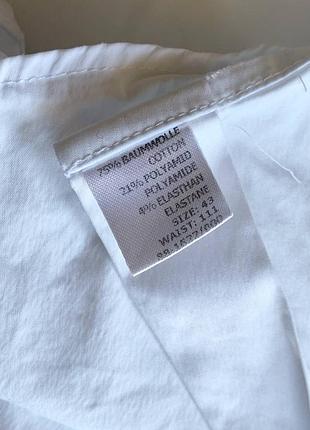 75% BAUMWOLLE
COTTON
21% POLYAMID
POLYAMIDE
4% ELASTHAN
ELASTANE
SIZE: 43
WAIST: 111